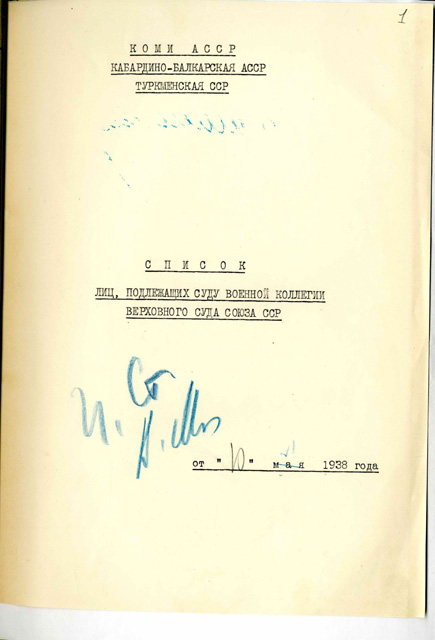 1
КОМИ АССР
КАБАРДИНО-БАЛКАРСКАЯ АССР
ТУРКМЕНСКАЯ ССР
СПИСОК
ЛИЦ, ПОДЛЕЖАЩИХ СУДУ ВОЕННОЙ КОЛЛЕГИИ
ВЕРХОВНОГО СУДА СОЮЗА ССР
И. Ст
от "10" мая 1938 года